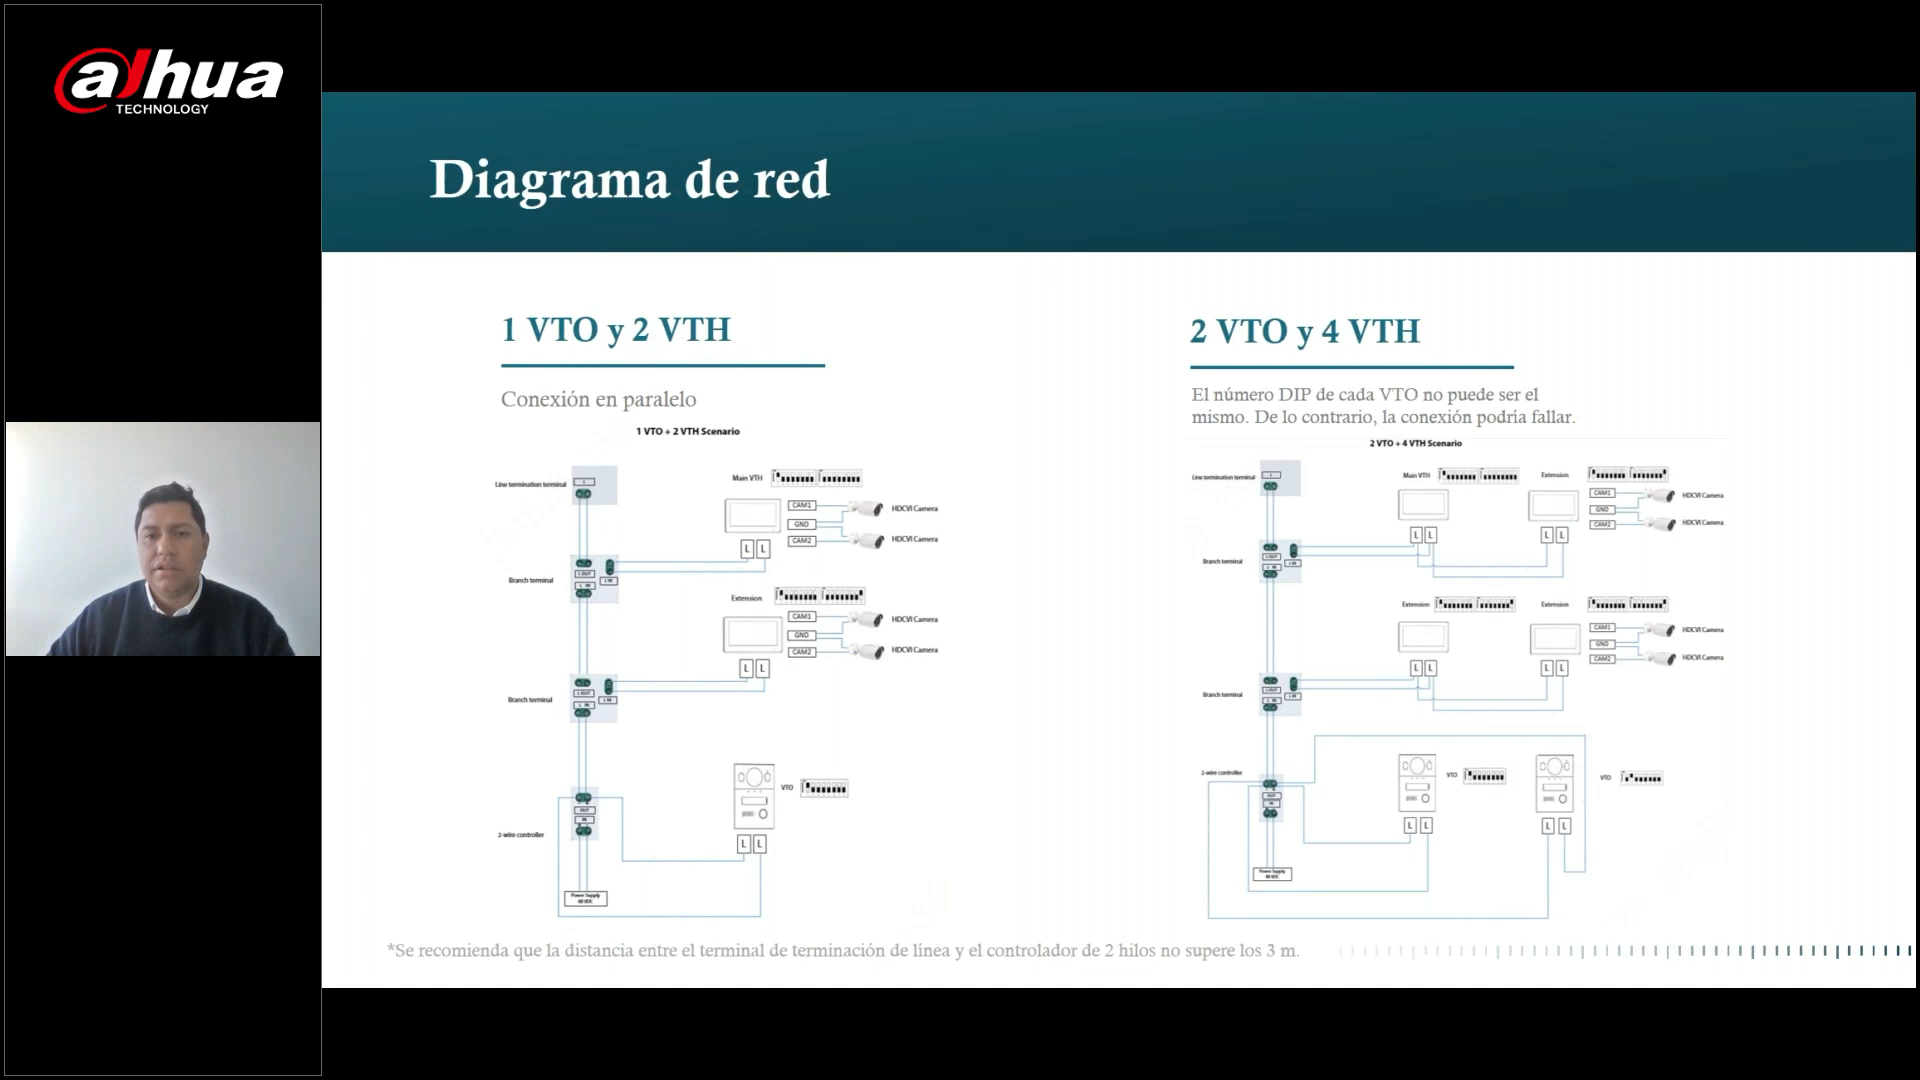 alhua
TECHNOLOGY
Diagrama de red
1 VTO y 2 VTH
Conexión en paralelo
1 VTO + 2 VTH Scenario
Line termination terminal
L
Main VTH
CAM1
GND
CAM2
HDCVI Camera
HDCVI Camera
L L
Branch terminal
L OUT
L IN
L M
Extension
CAM1
GND
CAM2
HDCVI Camera
HDCVI Camera
L L
Branch terminal
L OUT
L IN
L M
VTO
OUT
IN
2-wire controller
L L
Power Supply
48 VDC
2 VTO y 4 VTH
El número DIP de cada VTO no puede ser el
mismo. De lo contrario, la conexión podría fallar.
2 VTO + 4 VTH Scenario
Line termination terminal
L
Main VTH
Extension
CAM1
GND
CAM2
HDCVI Camera
HDCVI Camera
L L
L L
Branch terminal
L OUT
L IN
L M
Extension
Extension
CAM1
GND
CAM2
HDCVI Camera
HDCVI Camera
L L
L L
Branch terminal
L OUT
L IN
L M
2-wire controller
OUT
IN
VTO
VTO
L L
L L
Power Supply
48 VDC
*Se recomienda que la distancia entre el terminal de terminación de línea y el controlador de 2 hilos no supere los 3 m.